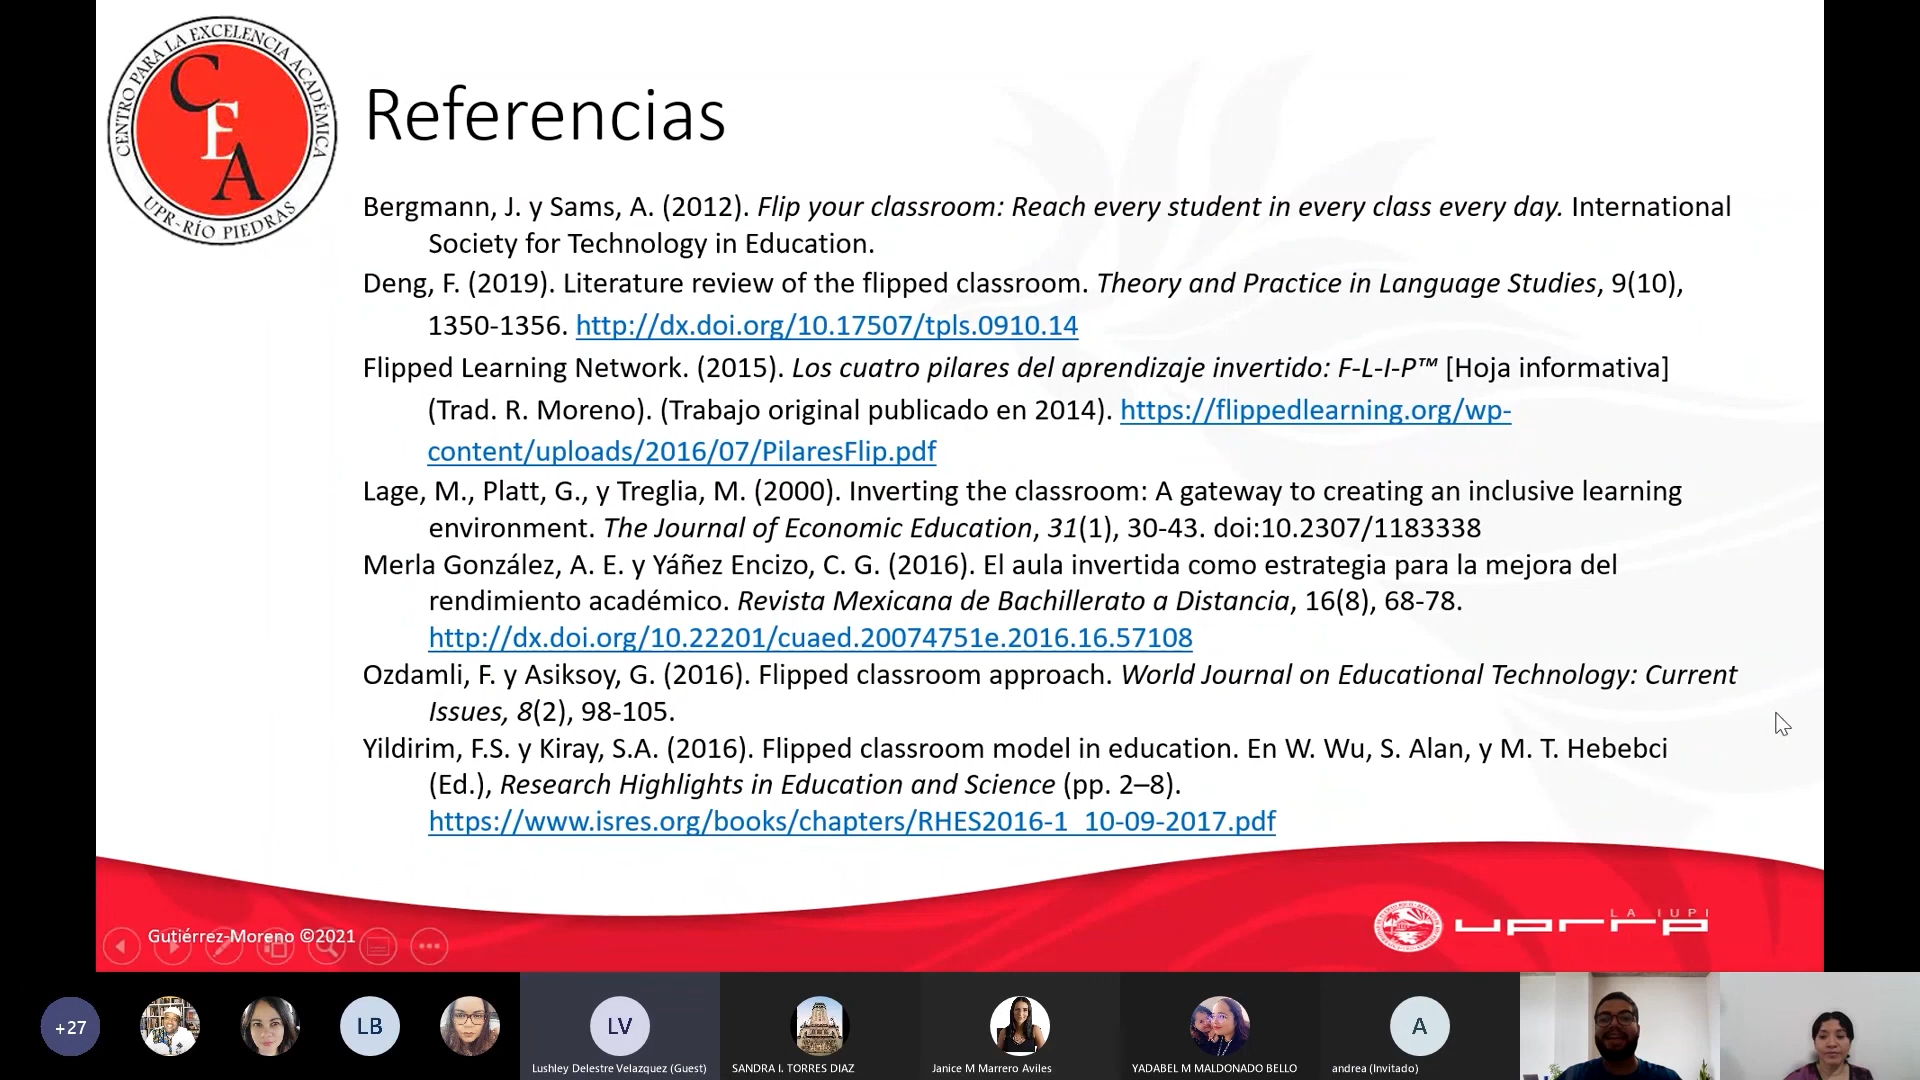 CENTRO PARA LA EXCELENCIA ACADÉMICA
CEA
UPR-RÍO PIEDRAS
Referencias
Bergmann, J. y Sams, A. (2012). Flip your classroom: Reach every student in every class every day. International
Society for Technology in Education.
Deng, F. (2019). Literature review of the flipped classroom. Theory and Practice in Language Studies, 9(10),
1350-1356. http://dx.doi.org/10.17507/tpls.0910.14
Flipped Learning Network. (2015). Los cuatro pilares del aprendizaje invertido: F-L-I-P™ [Hoja informativa]
(Trad. R. Moreno). (Trabajo original publicado en 2014). https://flippedlearning.org/wp-
content/uploads/2016/07/PilaresFlip.pdf
Lage, M., Platt, G., y Treglia, M. (2000). Inverting the classroom: A gateway to creating an inclusive learning
environment. The Journal of Economic Education, 31(1), 30-43. doi:10.2307/1183338
Merla González, A. E. y Yáñez Encizo, C. G. (2016). El aula invertida como estrategia para la mejora del
rendimiento académico. Revista Mexicana de Bachillerato a Distancia, 16(8), 68-78.
http://dx.doi.org/10.22201/cuaed.20074751e.2016.16.57108
Ozdamli, F. y Asiksoy, G. (2016). Flipped classroom approach. World Journal on Educational Technology: Current
Issues, 8(2), 98-105.
Yildirim, F.S. y Kiray, S.A. (2016). Flipped classroom model in education. En W. Wu, S. Alan, y M. T. Hebebci
(Ed.), Research Highlights in Education and Science (pp. 2–8).
https://www.isres.org/books/chapters/RHES2016-1_10-09-2017.pdf
Gutiérrez-Moreno ©2021
LA IUPI
uprrp
+27
LB
LV
A
Lushley Delestre Velazquez (Guest)
SANDRA I. TORRES DIAZ
Janice M Marrero Aviles
YADABEL M MALDONADO BELLO
andrea (Invitado)